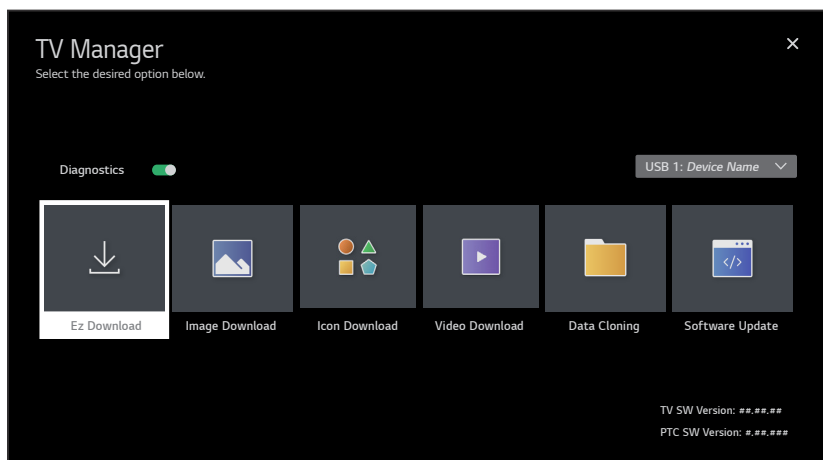 TV Manager
Select the desired option below.
Diagnostics
USB 1: Device Name
</>
Ez Download
Image Download
Icon Download
Video Download
Data Cloning
Software Update
TV SW Version: ##.##.##
PTC SW Version: #.##.###